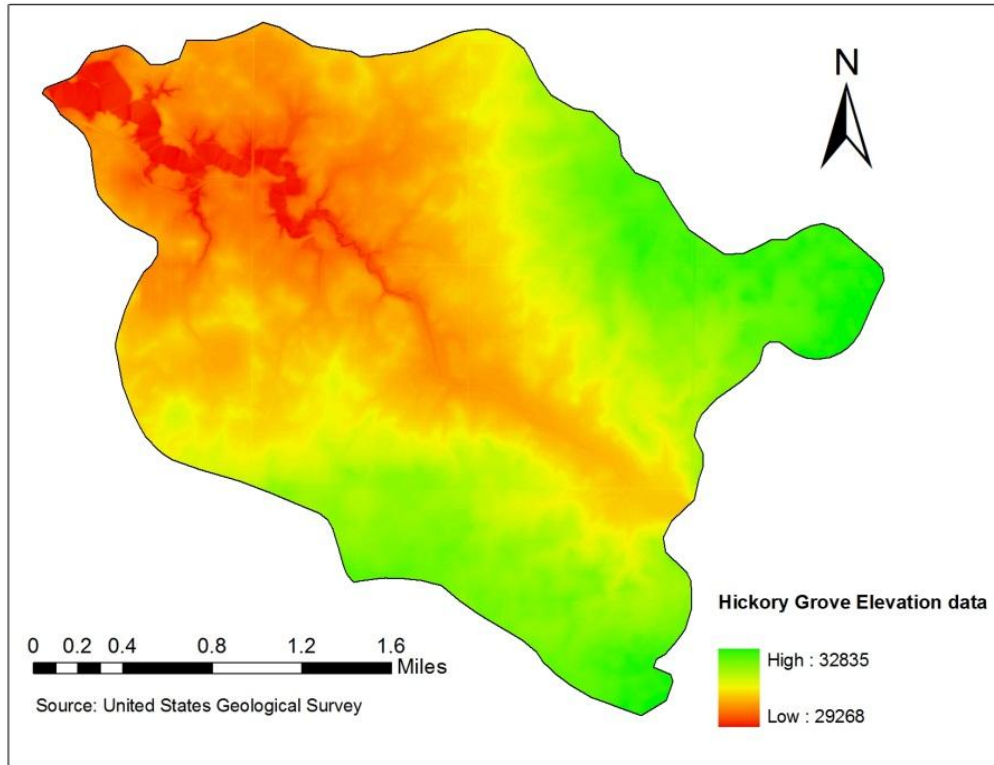 N
Hickory Grove Elevation data
High : 32835
Low : 29268
0 0.2 0.4 0.8 1.2 1.6
Miles
Source: United States Geological Survey